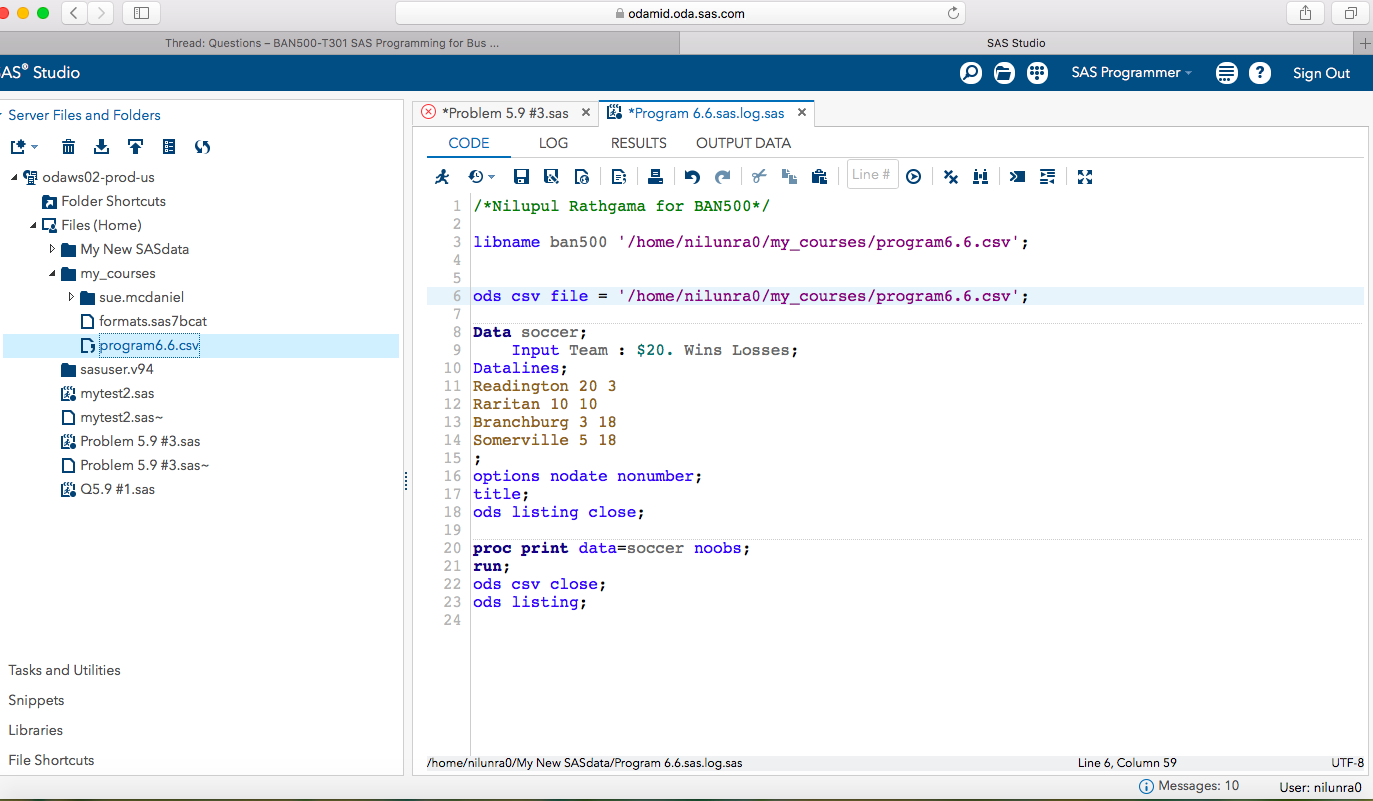 odamid.oda.sas.com
Thread: Questions – BAN500-T301 SAS Programming for Bus ...
SAS Studio
AS® Studio
SAS Programmer
Sign Out
Server Files and Folders
odaws02-prod-us
Folder Shortcuts
Files (Home)
My New SASdata
my_courses
sue.mcdaniel
formats.sas7bcat
program6.6.csv
sasuser.v94
mytest2.sas
mytest2.sas~
Problem 5.9 #3.sas
Problem 5.9 #3.sas~
Q5.9 #1.sas
Tasks and Utilities
Snippets
Libraries
File Shortcuts
*Problem 5.9 #3.sas
*Program 6.6.sas.log.sas
CODE LOG RESULTS OUTPUT DATA
Line #
1 /*Nilupul Rathgama for BAN500*/
2
3 libname ban500 '/home/nilunra0/my_courses/program6.6.csv';
4
5
6 ods csv file = '/home/nilunra0/my_courses/program6.6.csv';
7
8 Data soccer;
9 Input Team : $20. Wins Losses;
10 Datalines;
11 Readington 20 3
12 Raritan 10 10
13 Branchburg 3 18
14 Somerville 5 18
15 ;
16 options nodate nonumber;
17 title;
18 ods listing close;
19
20 proc print data=soccer noobs;
21 run;
22 ods csv close;
23 ods listing;
24
/home/nilunra0/My New SASdata/Program 6.6.sas.log.sas
Line 6, Column 59
UTF-8
Messages: 10
User: nilunra0